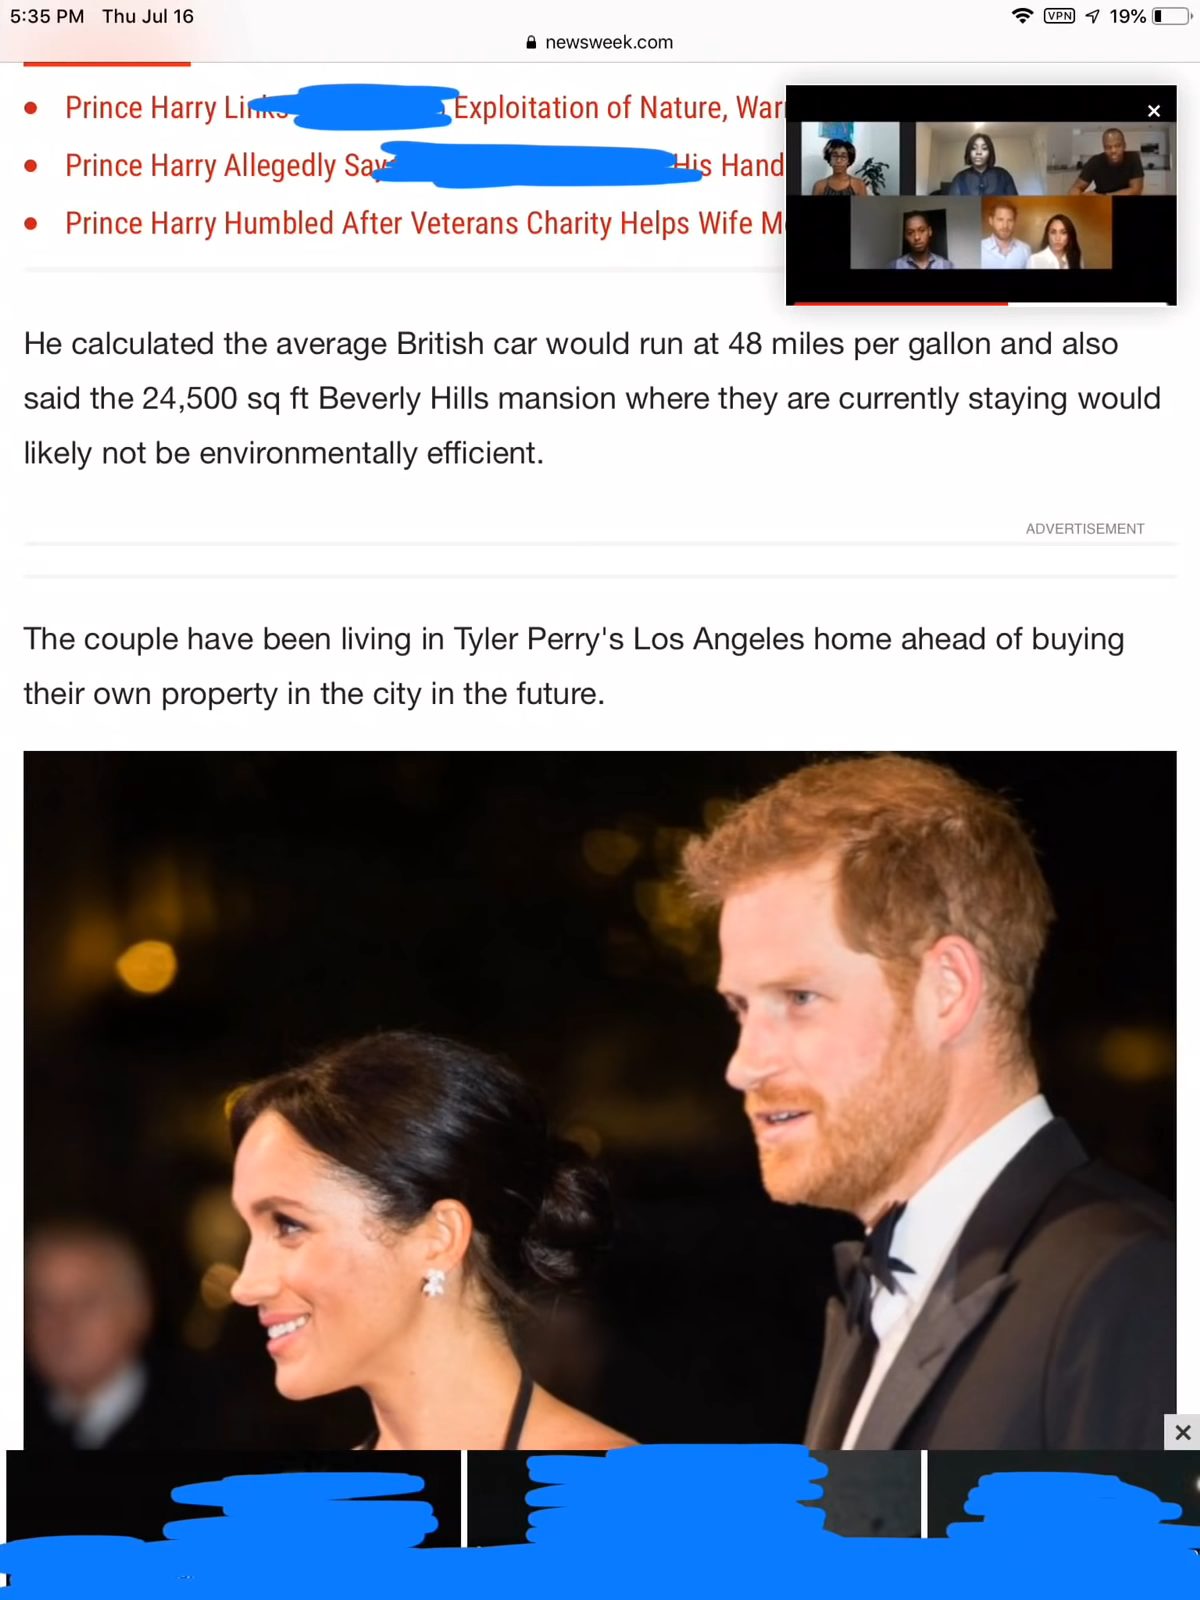 5:35 PM Thu Jul 16
VPN
19%
newsweek.com
Prince Harry Links Exploitation of Nature, War
Prince Harry Allegedly Says His Hand
Prince Harry Humbled After Veterans Charity Helps Wife M
He calculated the average British car would run at 48 miles per gallon and also
said the 24,500 sq ft Beverly Hills mansion where they are currently staying would
likely not be environmentally efficient.
ADVERTISEMENT
The couple have been living in Tyler Perry's Los Angeles home ahead of buying
their own property in the city in the future.